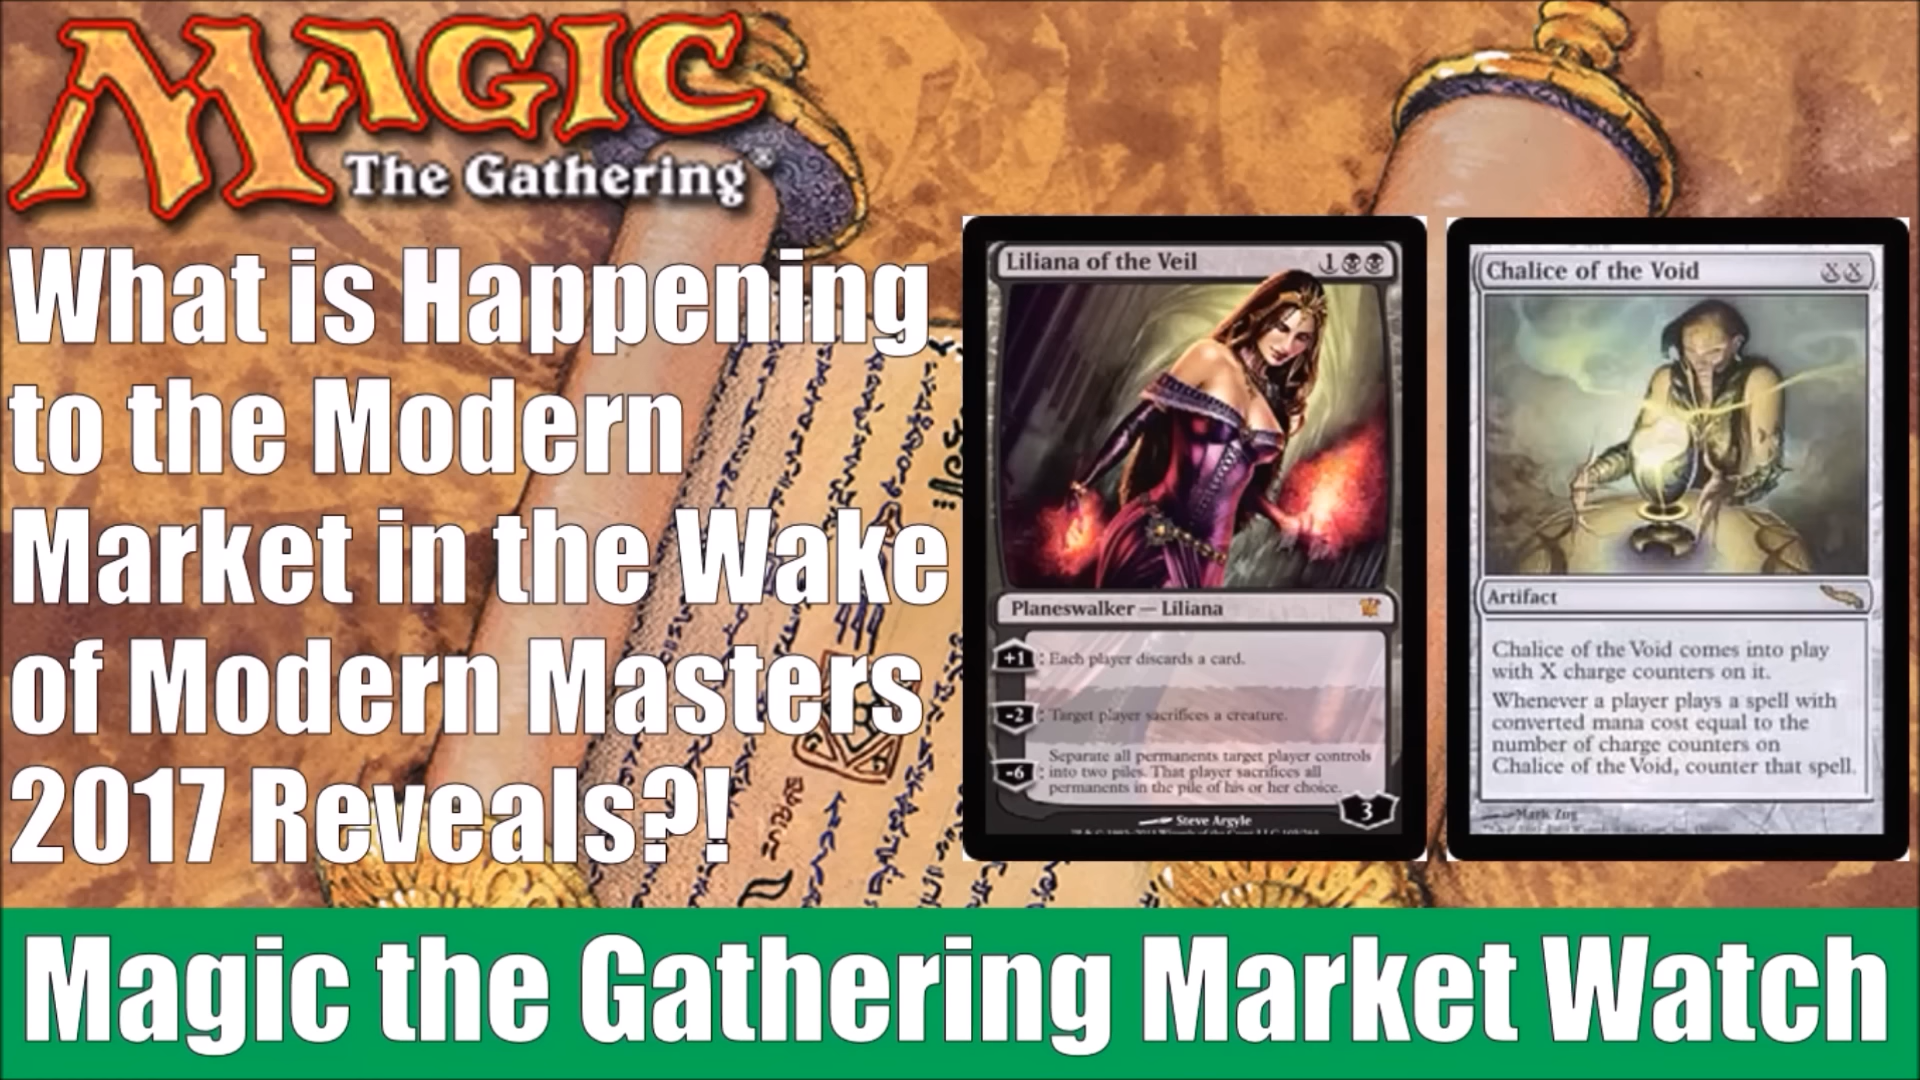 MAGIC
The Gathering
What is Happening
to the Modern
Market in the Wake
of Modern Masters
2017 Reveals?!
Liliana of the Veil 1
Planeswalker — Liliana
+1 : Each player discards a card.
-2 : Target player sacrifices a creature.
-6 : Separate all permanents target player controls
into two piles. That player sacrifices all
permanents in the pile of his or her choice.
3
Steve Argyle
Chalice of the Void XX
Artifact
Chalice of the Void comes into play
with X charge counters on it.
Whenever a player plays a spell with
converted mana cost equal to the
number of charge counters on
Chalice of the Void, counter that spell.
Mark Zug
Magic the Gathering Market Watch